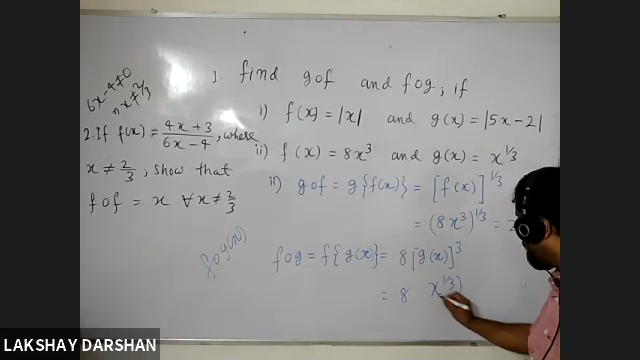 1. find gof and fog, if
i) f(x) = |x| and g(x) = |5x-2|
ii) f(x) = 8x³ and g(x) = x^1/3
6x-4≠0
x≠2/3
2. If f(x) = 4x+3/6x-4, where
x ≠ 2/3, show that
fof = x ∀ x≠2/3
ii) gof = g{f(x)} = [f(x)]^1/3
= (8x³)^1/3 = 2
fog = f{g(x)} = 8[g(x)]³
= 8 x^1/3)
fog(x)
LAKSHAY DARSHAN